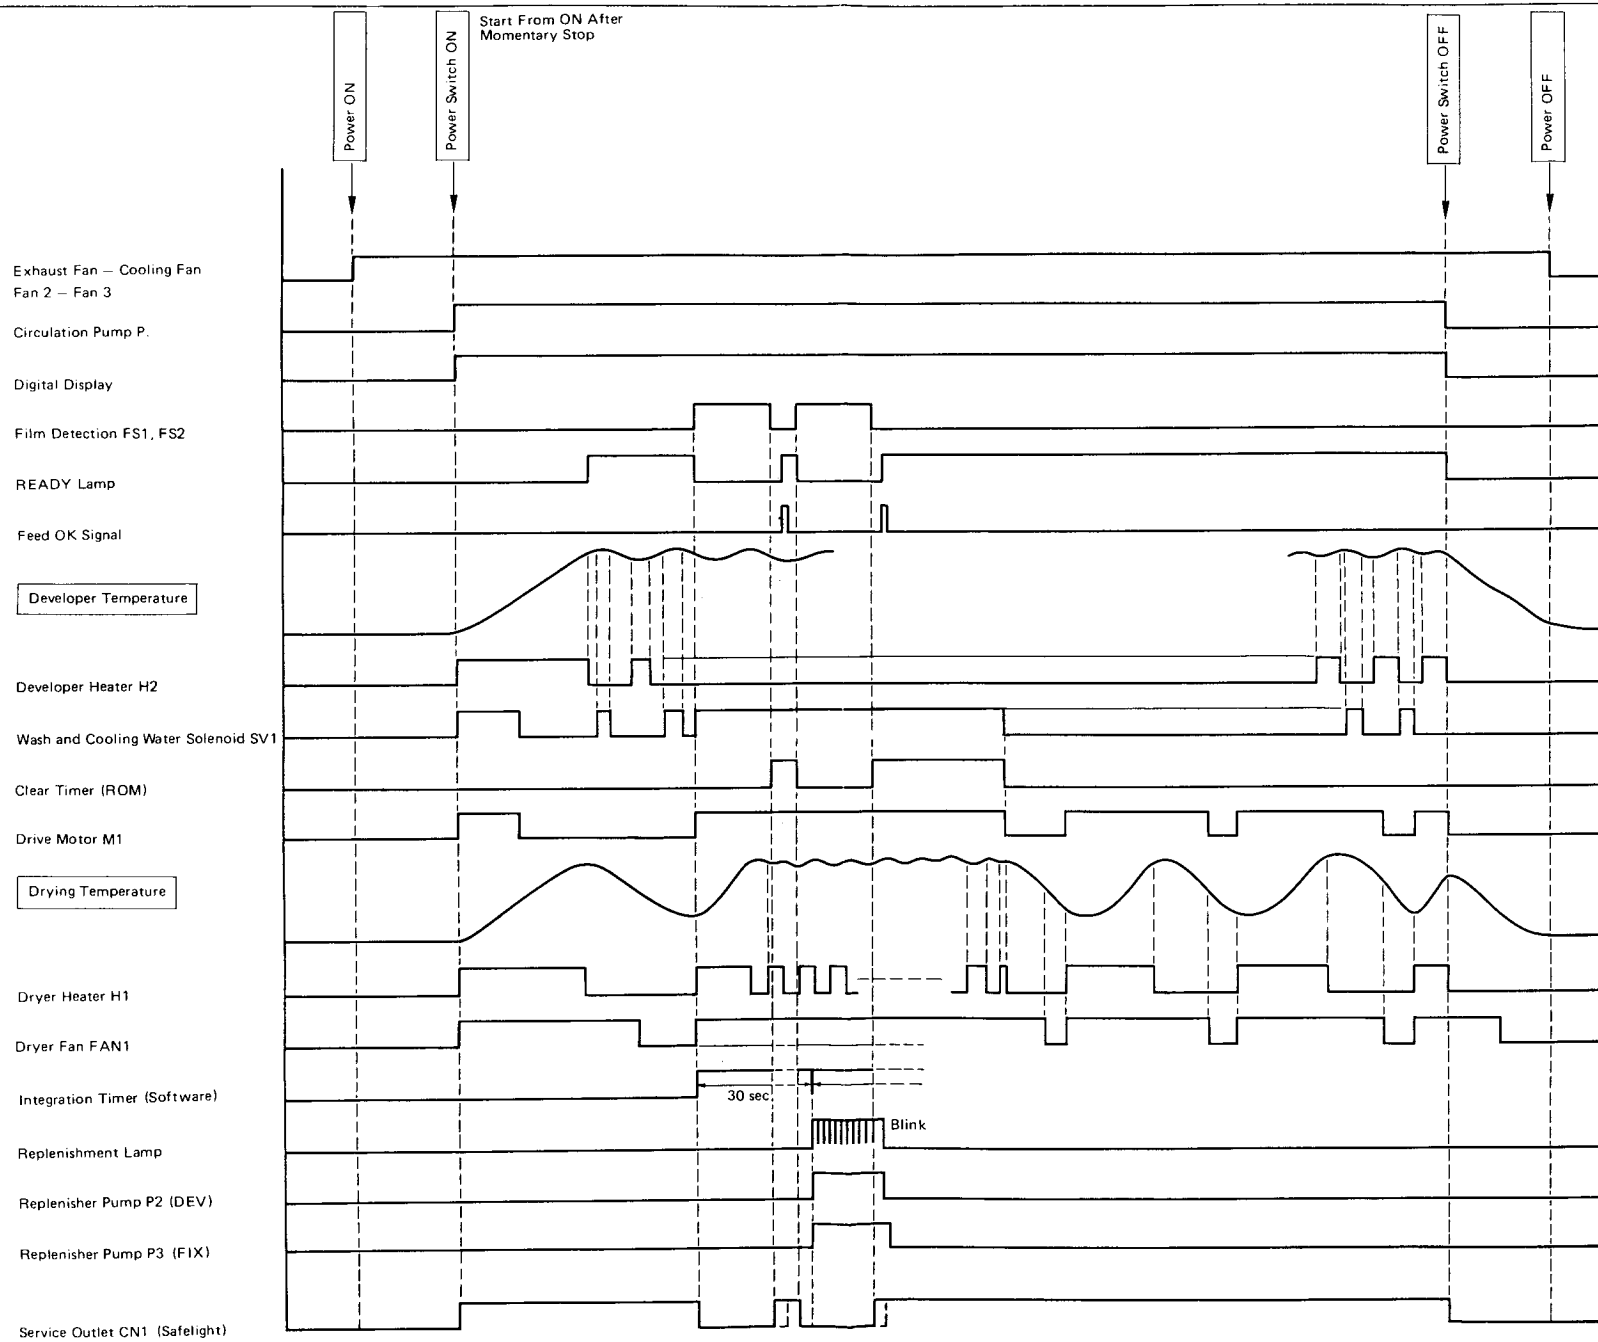 Start From ON After
Momentary Stop
Power ON
Power Switch ON
Power Switch OFF
Power OFF
Exhaust Fan — Cooling Fan
Fan 2 — Fan 3
Circulation Pump P.
Digital Display
Film Detection FS1, FS2
READY Lamp
Feed OK Signal
Developer Temperature
Developer Heater H2
Wash and Cooling Water Solenoid SV1
Clear Timer (ROM)
Drive Motor M1
Drying Temperature
Dryer Heater H1
Dryer Fan FAN1
Integration Timer (Software)
30 sec
Replenishment Lamp
Blink
Replenisher Pump P2 (DEV)
Replenisher Pump P3 (FIX)
Service Outlet CN1 (Safelight)